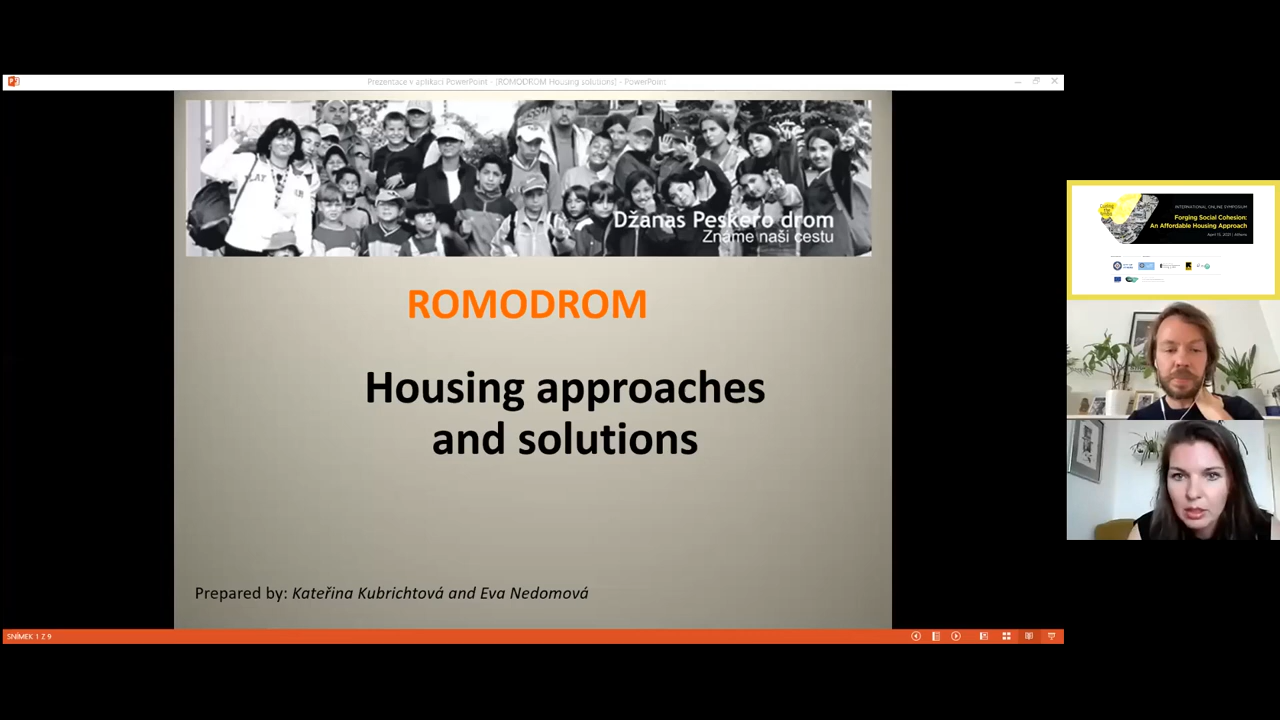 Prezentace v aplikaci PowerPoint - [ROMODROM Housing solutions] - PowerPoint
Džanas Peskero drom
Známe naši cestu
ROMODROM
Housing approaches
and solutions
Prepared by: Kateřina Kubrichtová and Eva Nedomová
SNÍMEK 1 Z 9
INTERNATIONAL ONLINE SYMPOSIUM
Forging Social Cohesion:
An Affordable Housing Approach